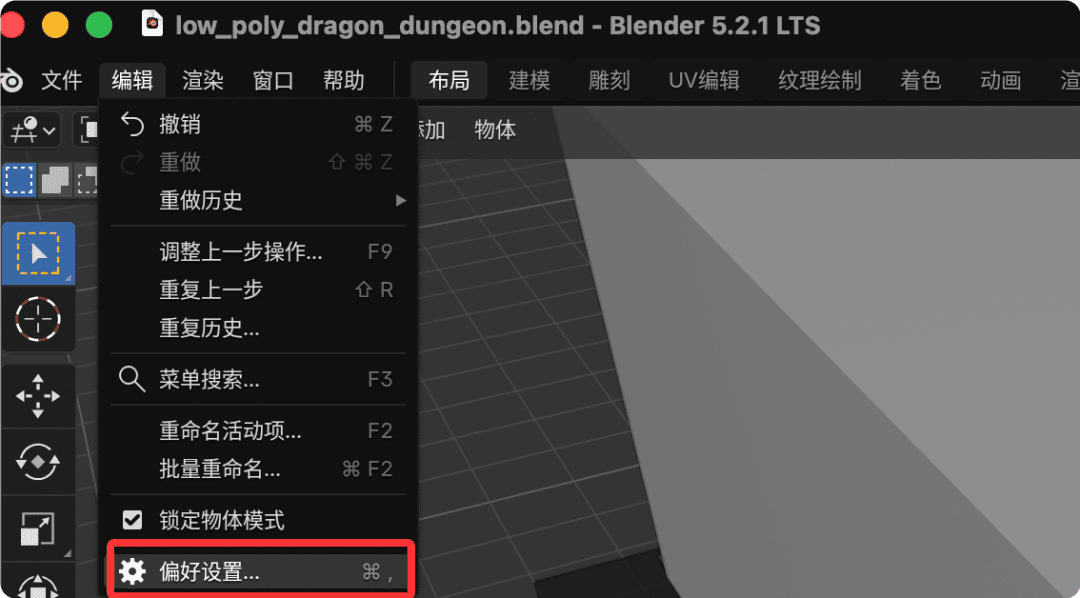 low_poly_dragon_dungeon.blend - Blender 5.2.1 LTS
文件 编辑 渲染 窗口 帮助 布局 建模 雕刻 UV编辑 纹理绘制 着色 动画 渲
撤销 ⌘ Z
加 物体
重做 ⇧ ⌘ Z
重做历史
调整上一步操作... F9
重复上一步 ⇧ R
重复历史...
菜单搜索... F3
重命名活动项... F2
批量重命名... ⌘ F2
锁定物体模式
偏好设置... ⌘ ,